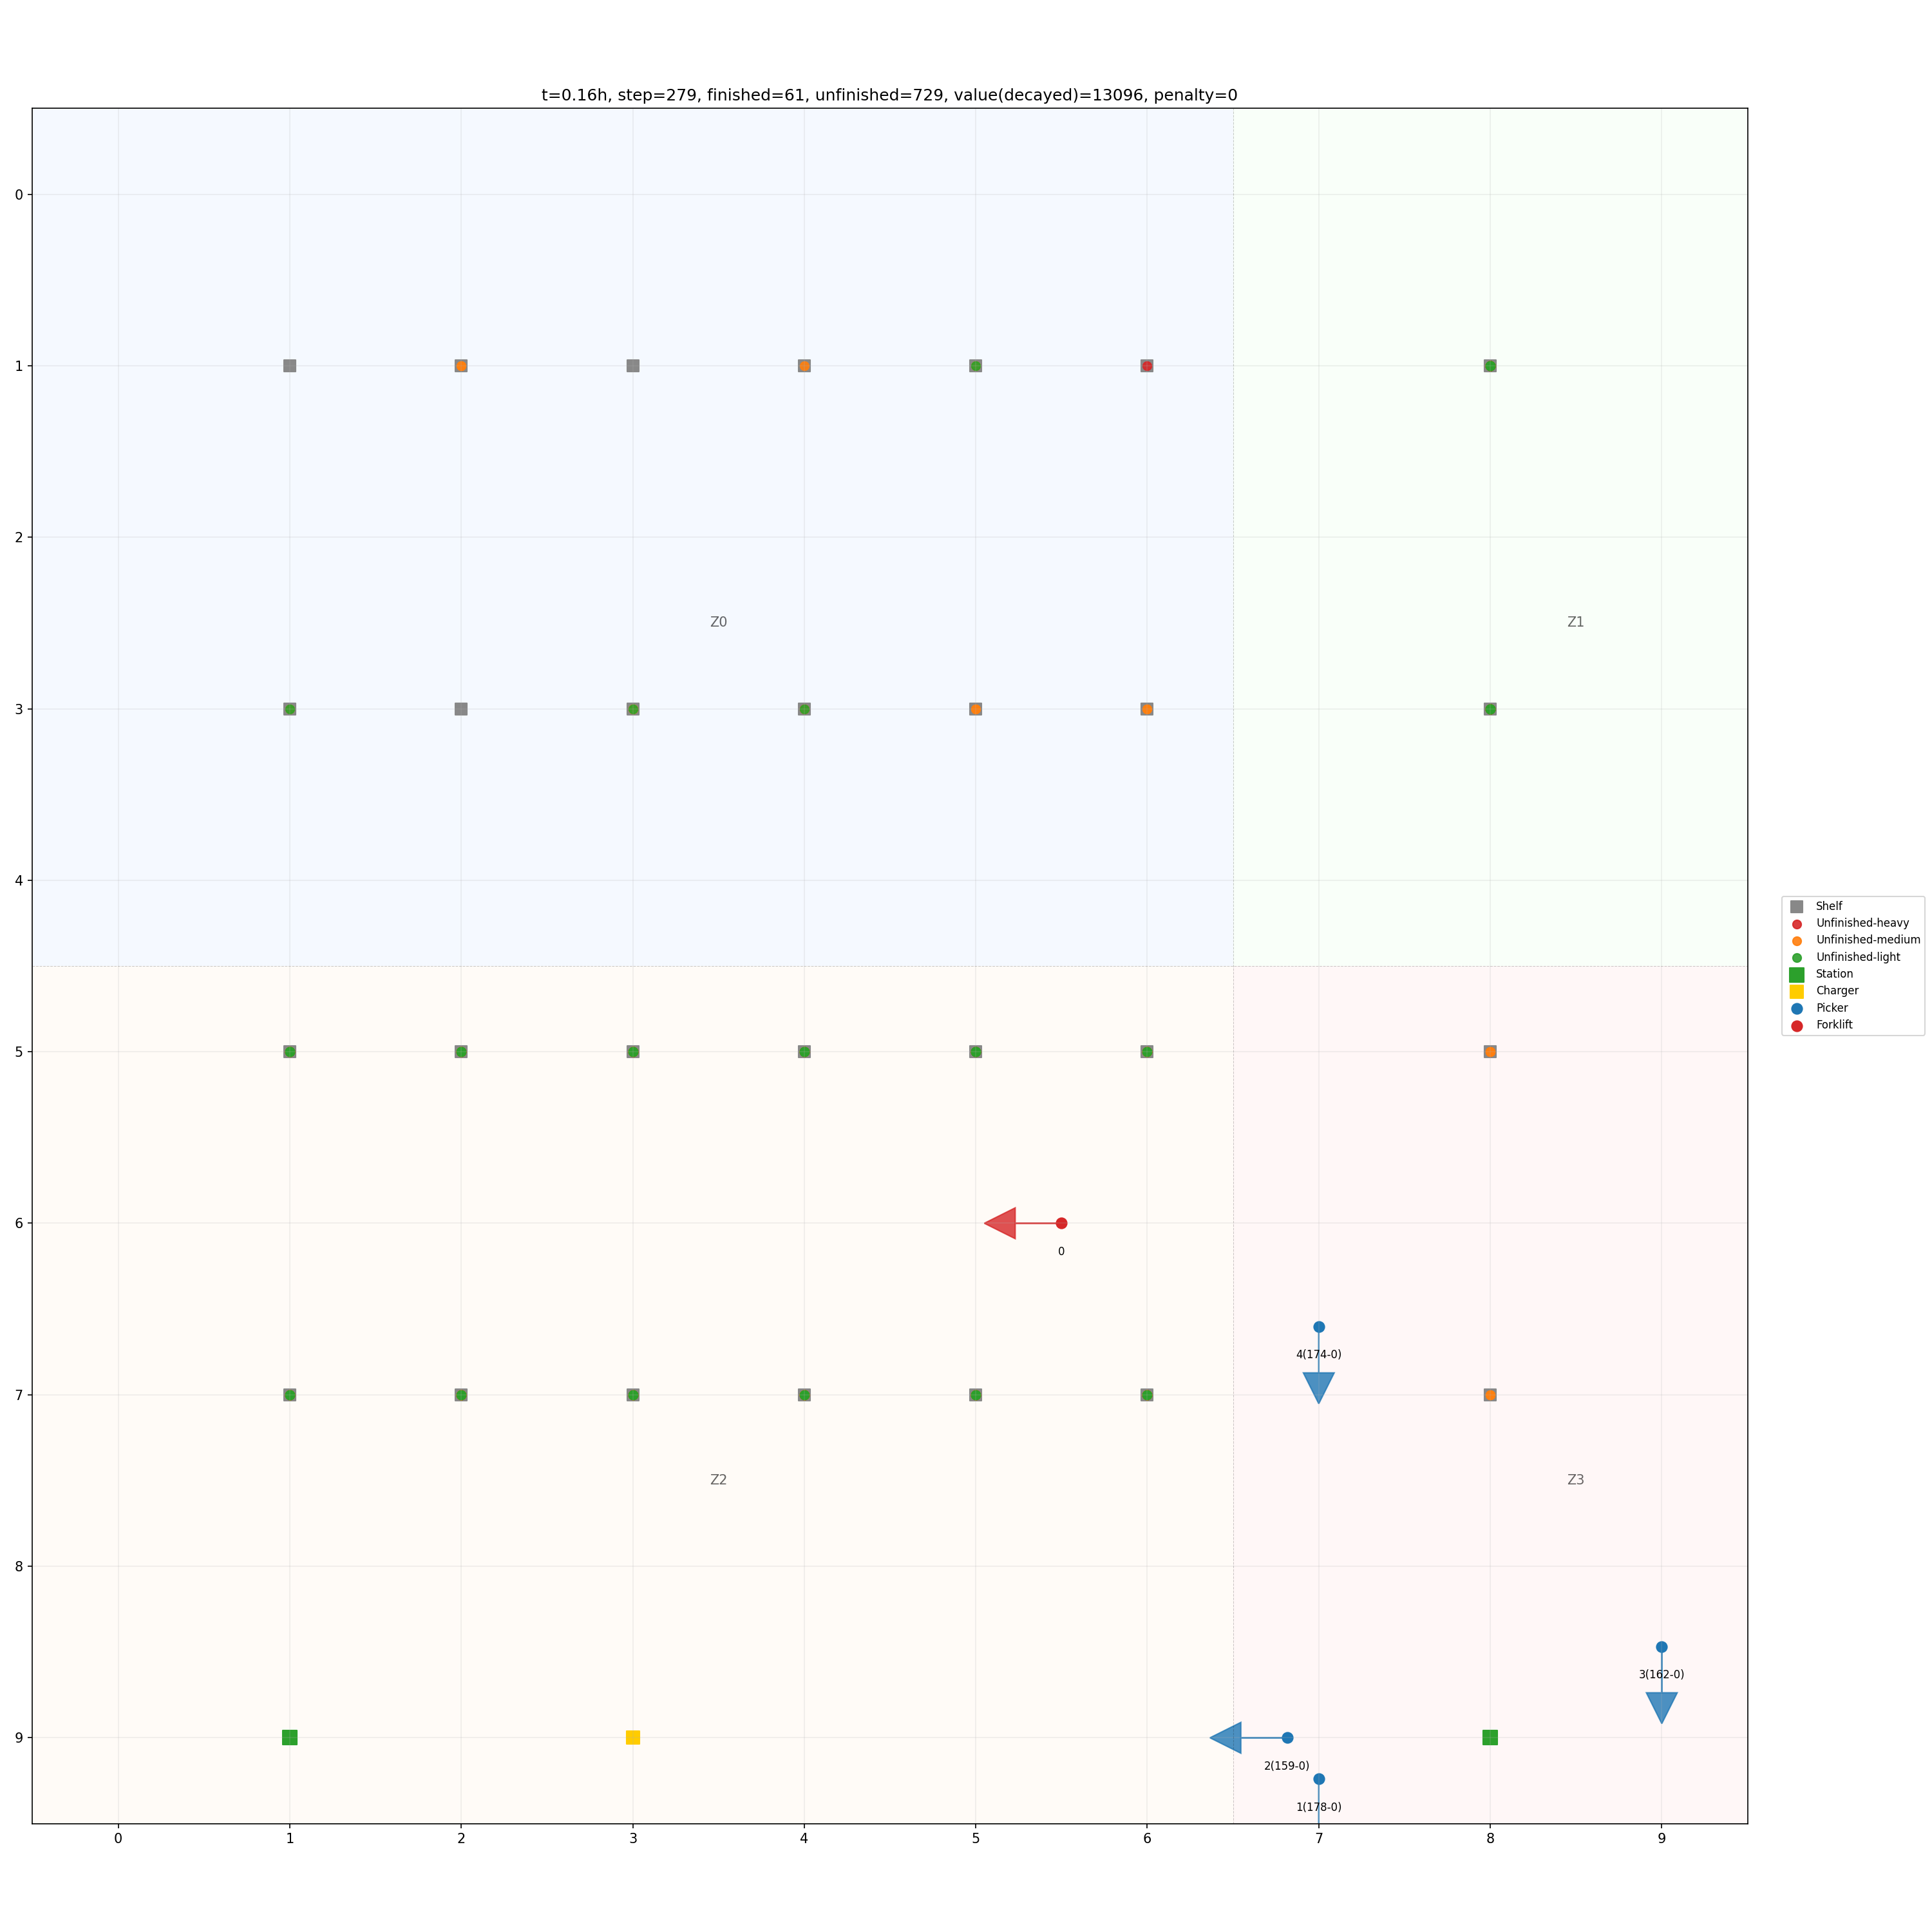 t=0.16h, step=279, finished=61, unfinished=729, value(decayed)=13096, penalty=0
0
1
2
Z0
Z1
3
4
Shelf
Unfinished-heavy
Unfinished-medium
Unfinished-light
Station
Charger
Picker
Forklift
5
6
0
4(174-0)
7
Z2
Z3
8
3(162-0)
9
2(159-0)
1(178-0)
0 1 2 3 4 5 6 7 8 9